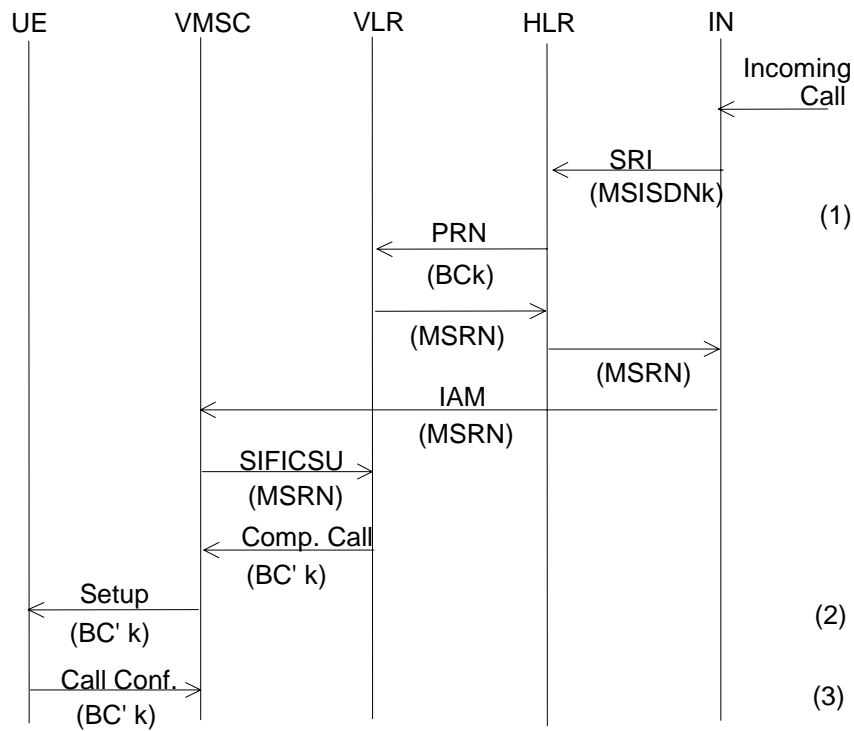 UE VMSC VLR HLR IN
Incoming
Call
SRI
(MSISDNk)
(1)
PRN
(BCk)
(MSRN)
(MSRN)
IAM
(MSRN)
SIFICSU
(MSRN)
Comp. Call
(BC' k)
Setup
(2)
(BC' k)
Call Conf.
(3)
(BC' k)